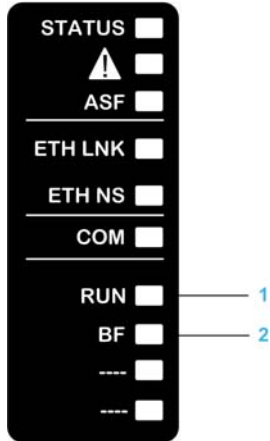 STATUS
ASF
ETH LNK
ETH NS
COM
RUN 1
BF 2
----
----